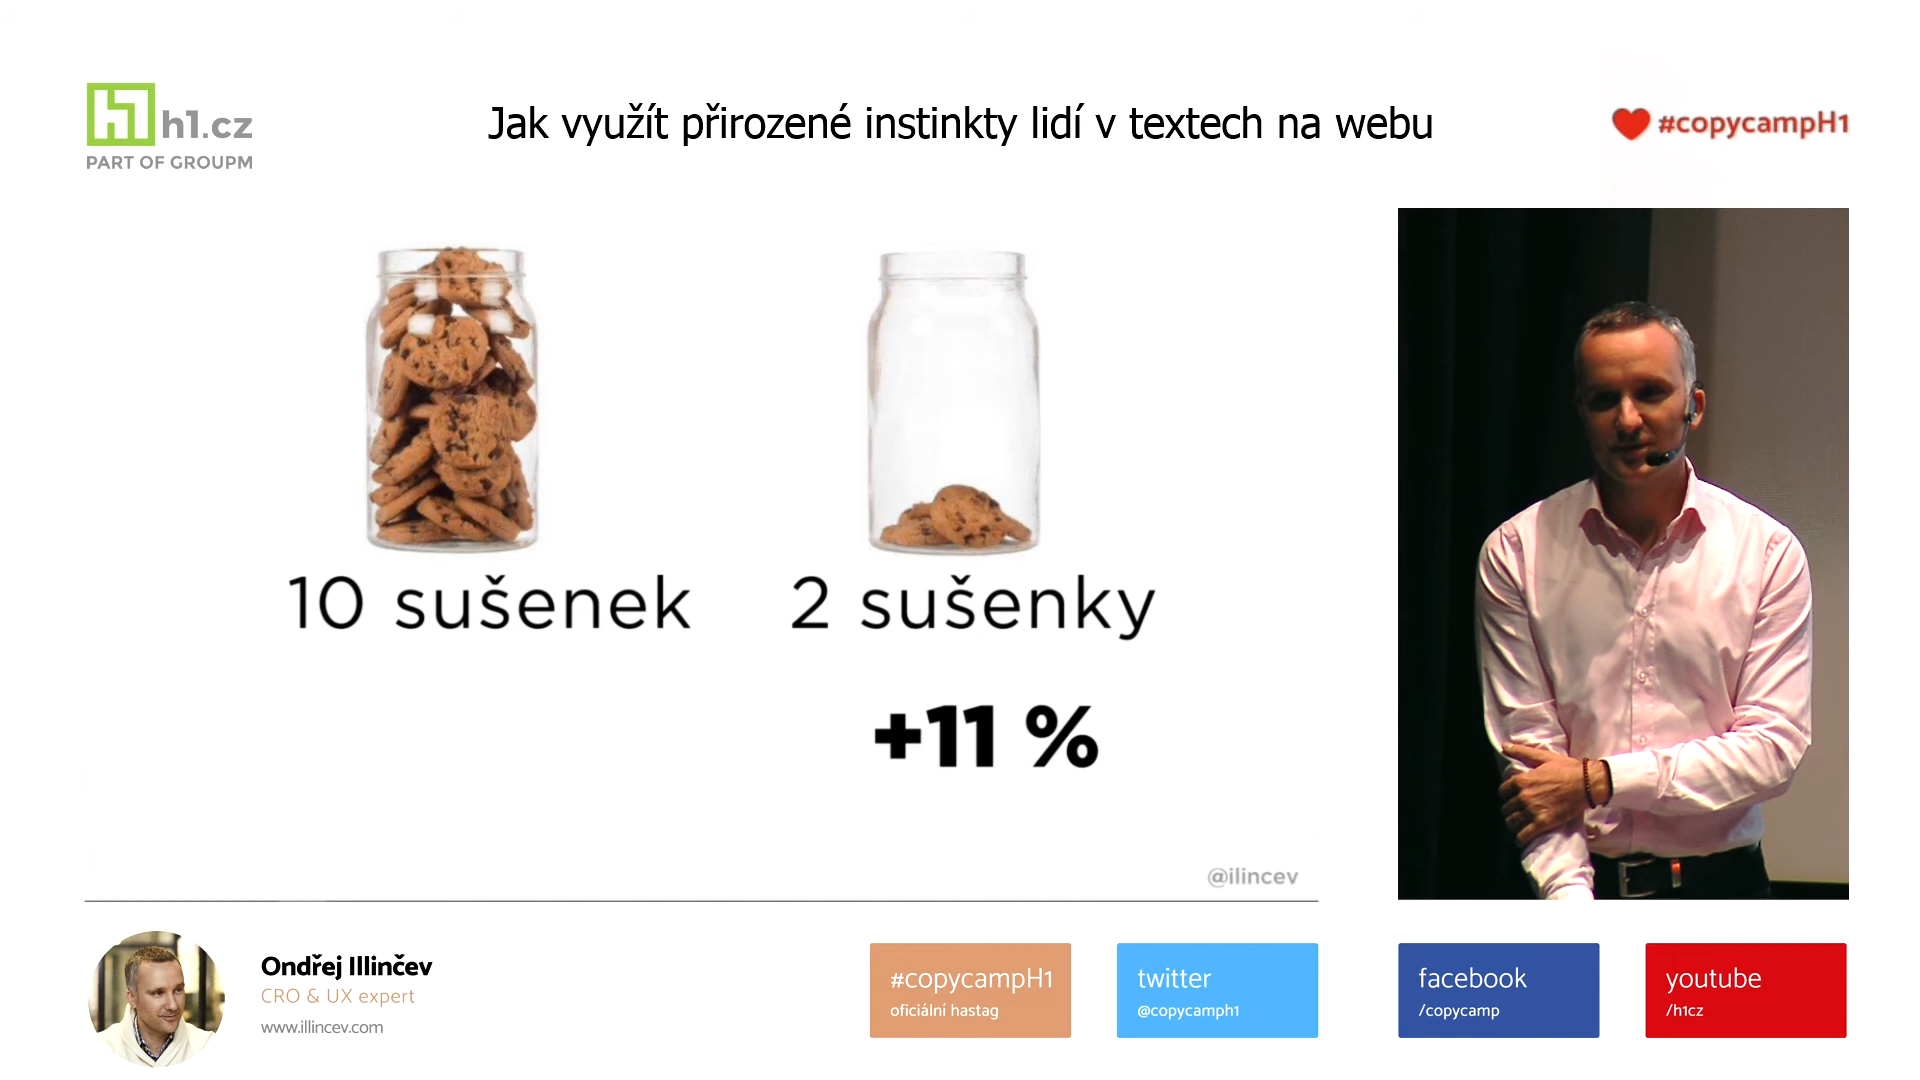 h1.cz
PART OF GROUPM
Jak využít přirozené instinkty lidí v textech na webu
#copycampH1
10 sušenek
2 sušenky
+11 %
@ilincev
Ondřej Illinčev
CRO & UX expert
www.illincev.com
#copycampH1
oficiální hastag
twitter
@copycamph1
facebook
/copycamp
youtube
/h1cz